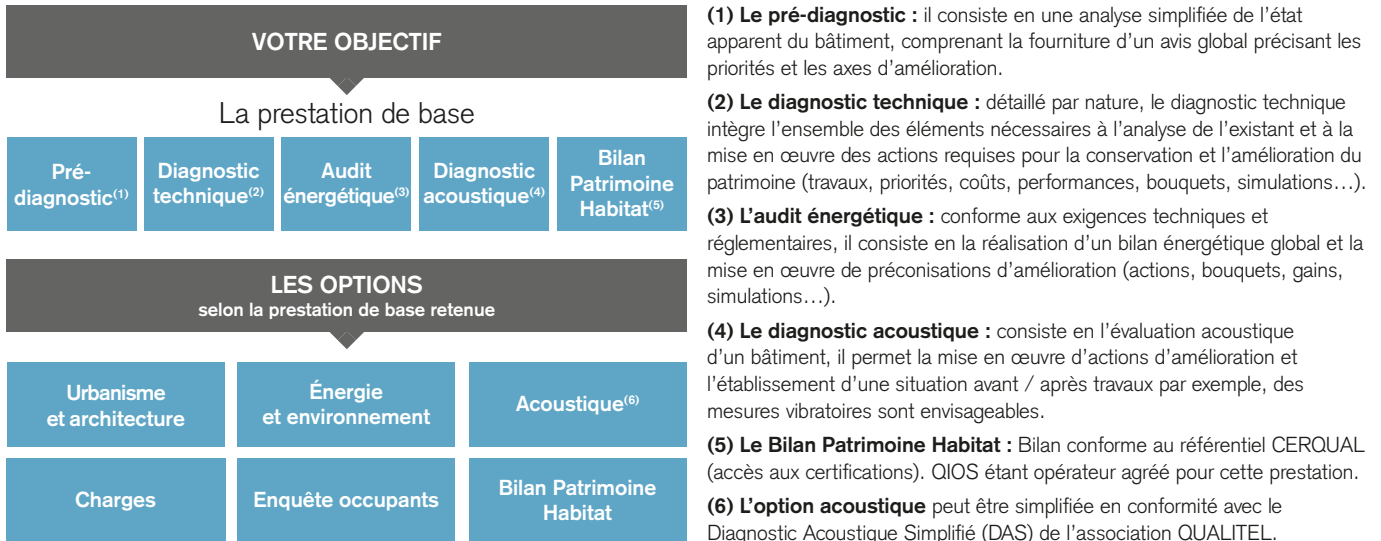 VOTRE OBJECTIF
La prestation de base
Pré-
diagnostic(1)
Diagnostic
technique(2)
Audit
énergétique(3)
Diagnostic
acoustique(4)
Bilan
Patrimoine
Habitat(5)
LES OPTIONS
selon la prestation de base retenue
Urbanisme
et architecture
Énergie
et environnement
Acoustique(6)
Charges
Enquête occupants
Bilan Patrimoine
Habitat
(1) Le pré-diagnostic : il consiste en une analyse simplifiée de l’état
apparent du bâtiment, comprenant la fourniture d’un avis global précisant les
priorités et les axes d’amélioration.
(2) Le diagnostic technique : détaillé par nature, le diagnostic technique
intègre l’ensemble des éléments nécessaires à l’analyse de l’existant et à la
mise en œuvre des actions requises pour la conservation et l’amélioration du
patrimoine (travaux, priorités, coûts, performances, bouquets, simulations…).
(3) L’audit énergétique : conforme aux exigences techniques et
réglementaires, il consiste en la réalisation d’un bilan énergétique global et la
mise en œuvre de préconisations d’amélioration (actions, bouquets, gains,
simulations…).
(4) Le diagnostic acoustique : consiste en l’évaluation acoustique
d’un bâtiment, il permet la mise en œuvre d’actions d’amélioration et
l’établissement d’une situation avant / après travaux par exemple, des
mesures vibratoires sont envisageables.
(5) Le Bilan Patrimoine Habitat : Bilan conforme au référentiel CERQUAL
(accès aux certifications). QIOS étant opérateur agréé pour cette prestation.
(6) L’option acoustique peut être simplifiée en conformité avec le
Diagnostic Acoustique Simplifié (DAS) de l’association QUALITEL.